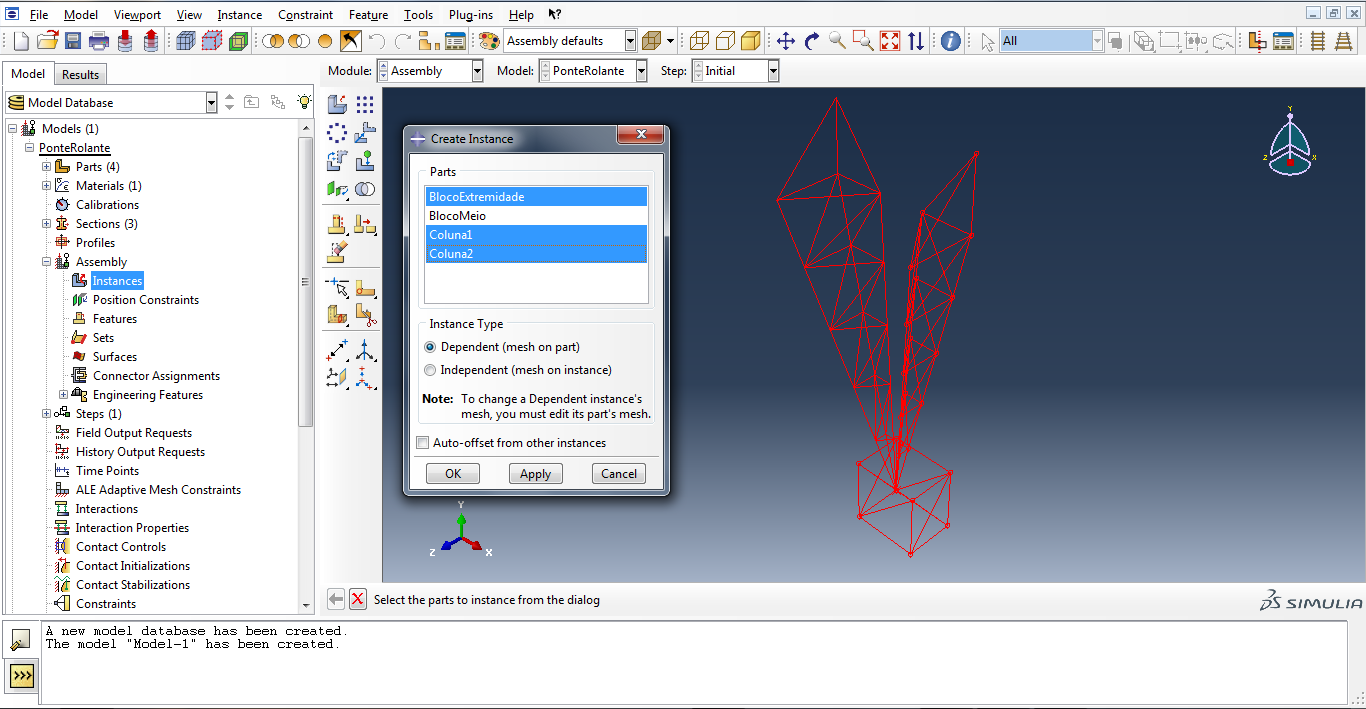 File Model Viewport View Instance Constraint Feature Tools Plug-ins Help
Assembly defaults
All
Model Results
Module: Assembly Model: PonteRolante Step: Initial
Model Database
Models (1)
PonteRolante
Parts (4)
Materials (1)
Calibrations
Sections (3)
Profiles
Assembly
Instances
Position Constraints
Features
Sets
Surfaces
Connector Assignments
Engineering Features
Steps (1)
Field Output Requests
History Output Requests
Time Points
ALE Adaptive Mesh Constraints
Interactions
Interaction Properties
Contact Controls
Contact Initializations
Contact Stabilizations
Constraints
Create Instance
Parts
BlocoExtremidade
BlocoMeio
Coluna1
Coluna2
Instance Type
Dependent (mesh on part)
Independent (mesh on instance)
Note: To change a Dependent instance's
mesh, you must edit its part's mesh.
Auto-offset from other instances
OK Apply Cancel
Y
Z X
Y
Z X
Select the parts to instance from the dialog
SIMULIA
A new model database has been created.
The model "Model-1" has been created.
>>>